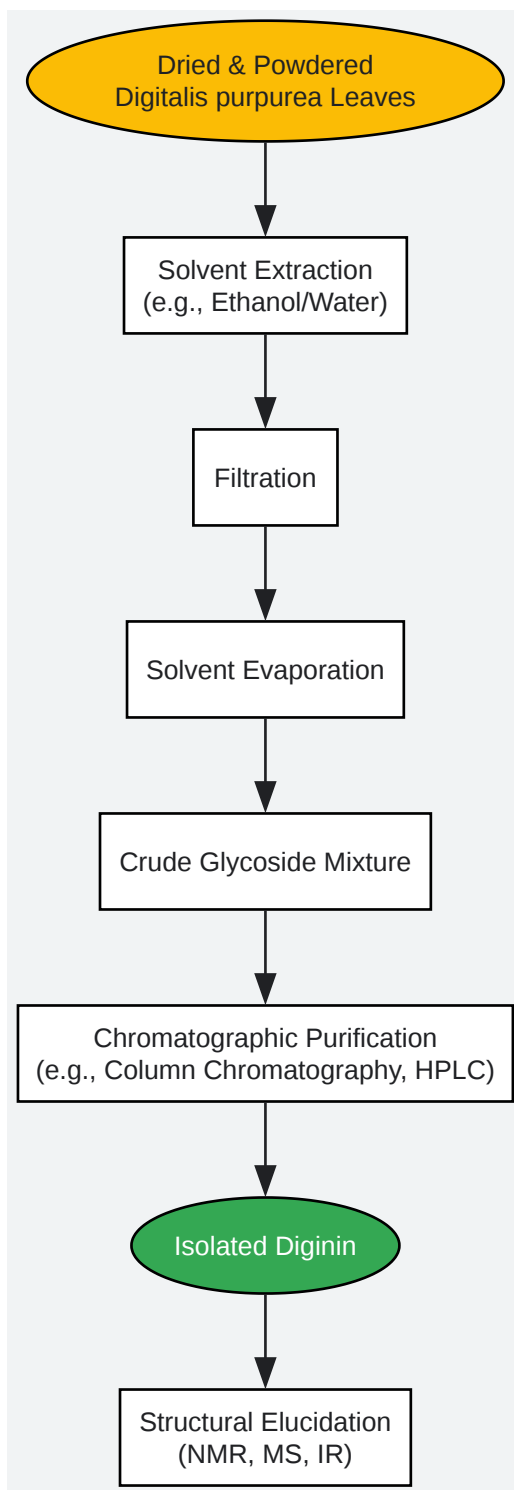 Dried & Powdered
Digitalis purpurea Leaves
Solvent Extraction
(e.g., Ethanol/Water)
Filtration
Solvent Evaporation
Crude Glycoside Mixture
Chromatographic Purification
(e.g., Column Chromatography, HPLC)
Isolated Diginin
Structural Elucidation
(NMR, MS, IR)